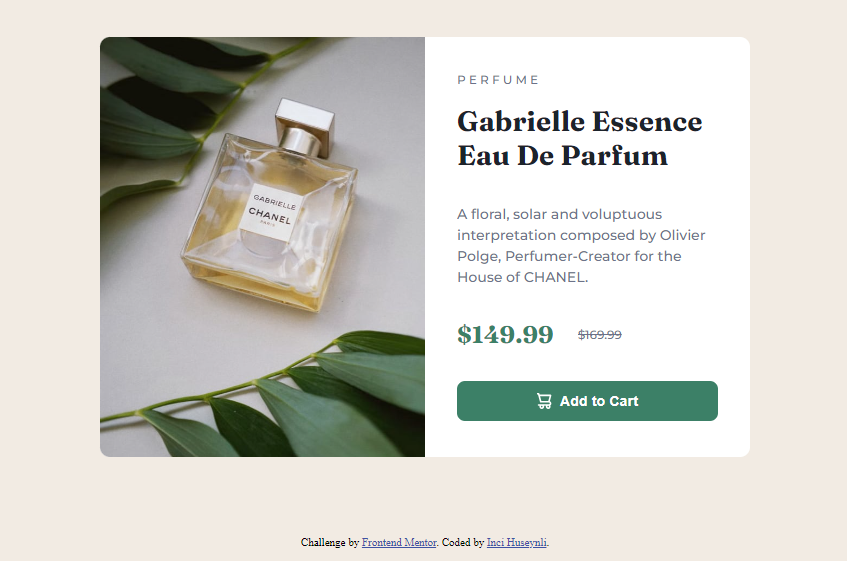 GABRIELLE
CHANEL
PARIS
PERFUME
Gabrielle Essence
Eau De Parfum
A floral, solar and voluptuous
interpretation composed by Olivier
Polge, Perfumer-Creator for the
House of CHANEL.
$149.99 $169.99
Add to Cart
Challenge by Frontend Mentor. Coded by Inci Huseynli.